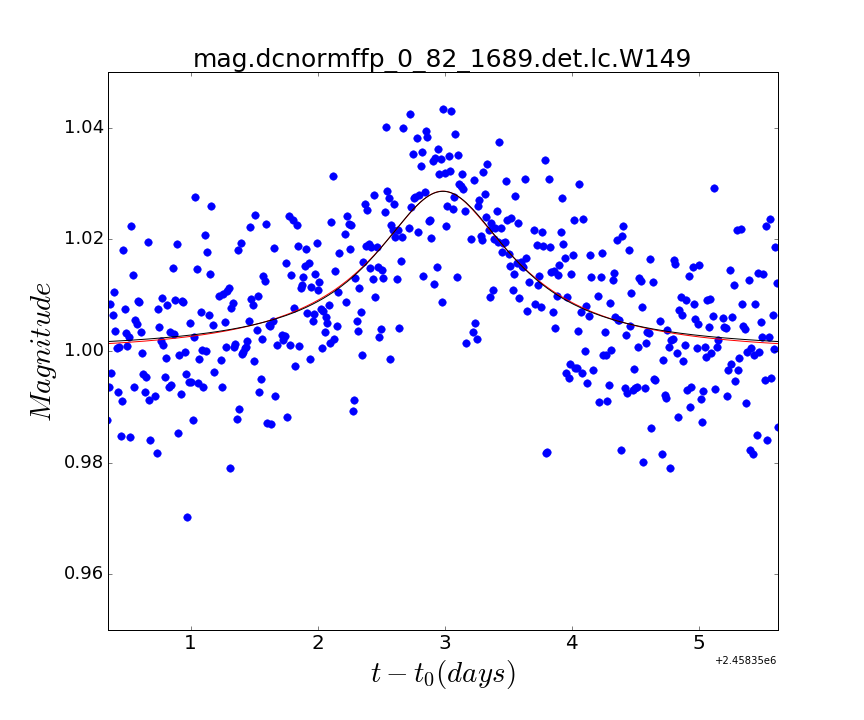 mag.dcnormffp_0_82_1689.det.lc.W149
Magnitude
1.04
1.02
1.00
0.98
0.96
1 2 3 4 5
+2.45835e6
t − t₀(days)